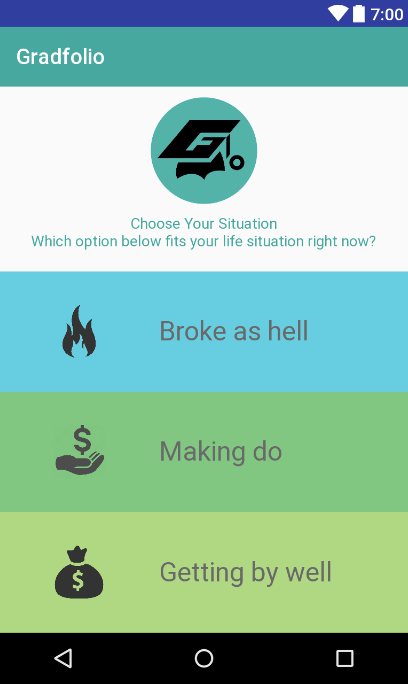 7:00
Gradfolio
Choose Your Situation
Which option below fits your life situation right now?
Broke as hell
$
Making do
$
Getting by well